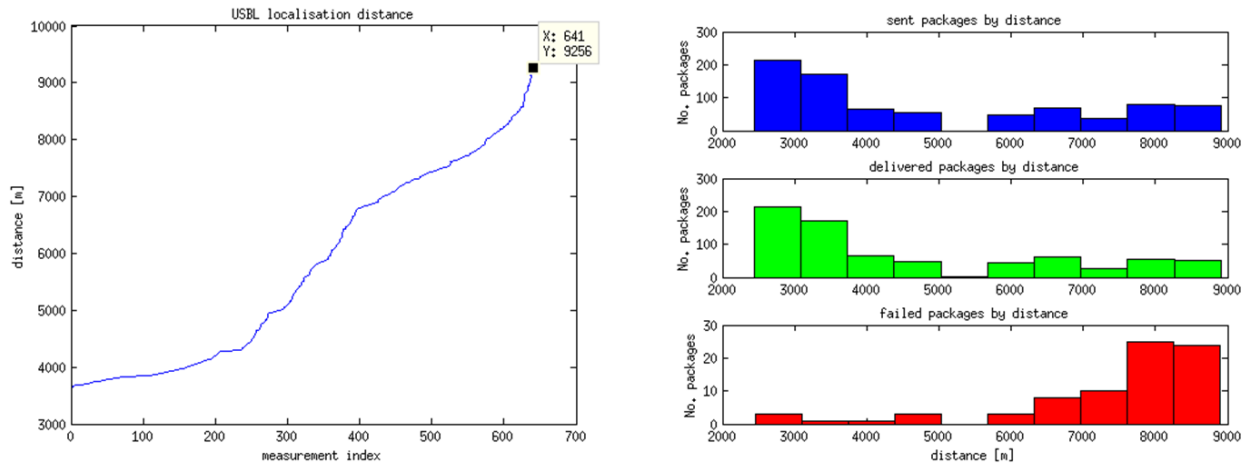 USBL localisation distance
10000
9000
8000
7000
6000
5000
4000
3000
distance [m]
X: 641
Y: 9256
0 100 200 300 400 500 600 700
measurement index
sent packages by distance
300
200
100
0
No. packages
2000 3000 4000 5000 6000 7000 8000 9000
delivered packages by distance
300
200
100
0
No. packages
2000 3000 4000 5000 6000 7000 8000 9000
failed packages by distance
30
20
10
0
No. packages
2000 3000 4000 5000 6000 7000 8000 9000
distance [m]